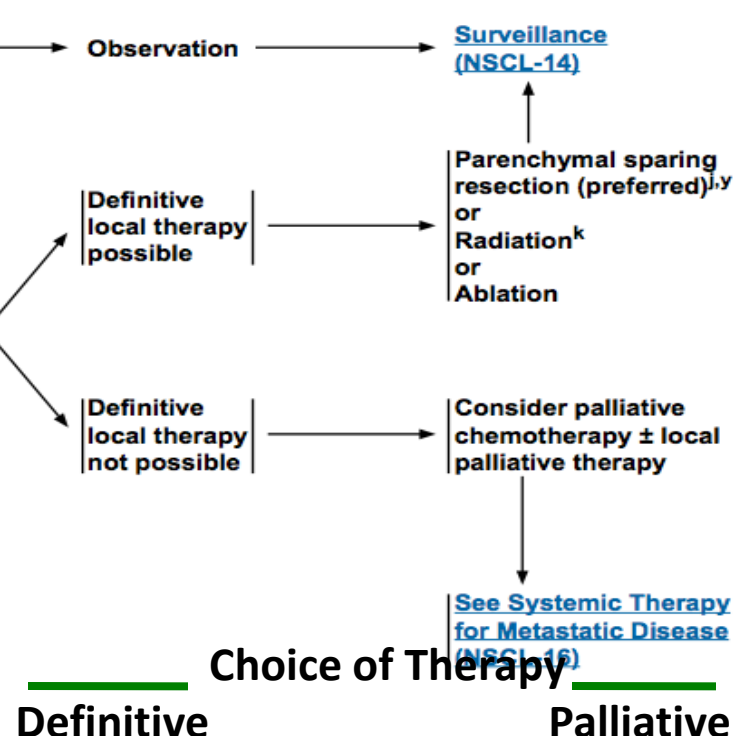 Observation
Surveillance
(NSCL-14)
Definitive
local therapy
possible
Parenchymal sparing
resection (preferred)j,y
or
Radiationk
or
Ablation
Definitive
local therapy
not possible
Consider palliative
chemotherapy ± local
palliative therapy
See Systemic Therapy
for Metastatic Disease
(NSCL-16)
Choice of Therapy
Definitive
Palliative